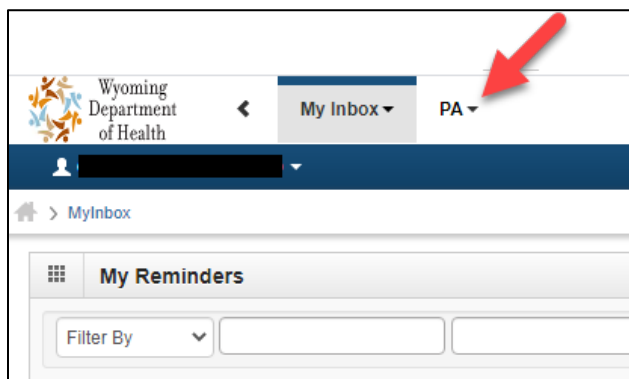 Wyoming
Department
of Health
My Inbox
PA
MyInbox
My Reminders
Filter By